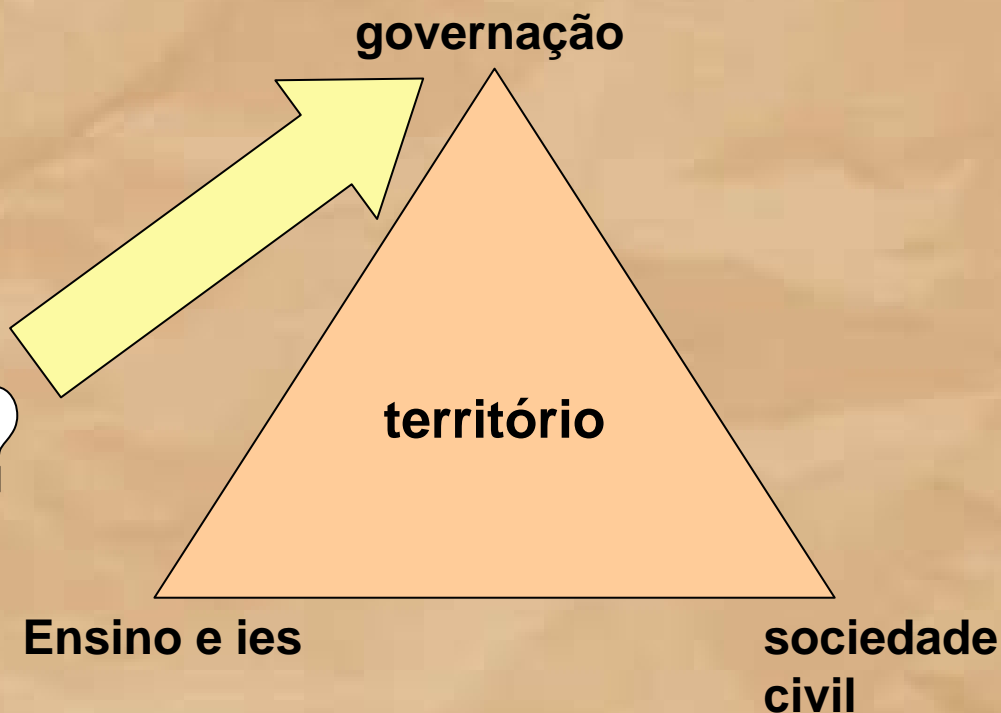 governação
território
?
Ensino e ies
sociedade
civil